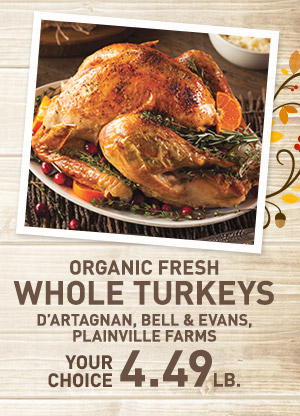 ORGANIC FRESH
WHOLE TURKEYS
D'ARTAGNAN, BELL & EVANS,
PLAINVILLE FARMS
YOUR CHOICE 4.49 LB.